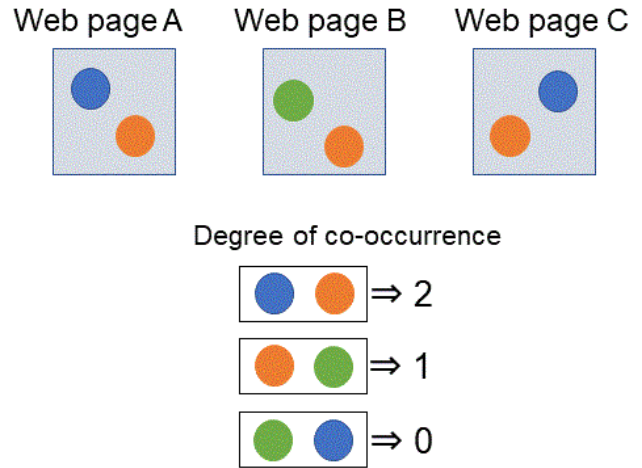 Web page A Web page B Web page C
Degree of co-occurrence
⇒ 2
⇒ 1
⇒ 0